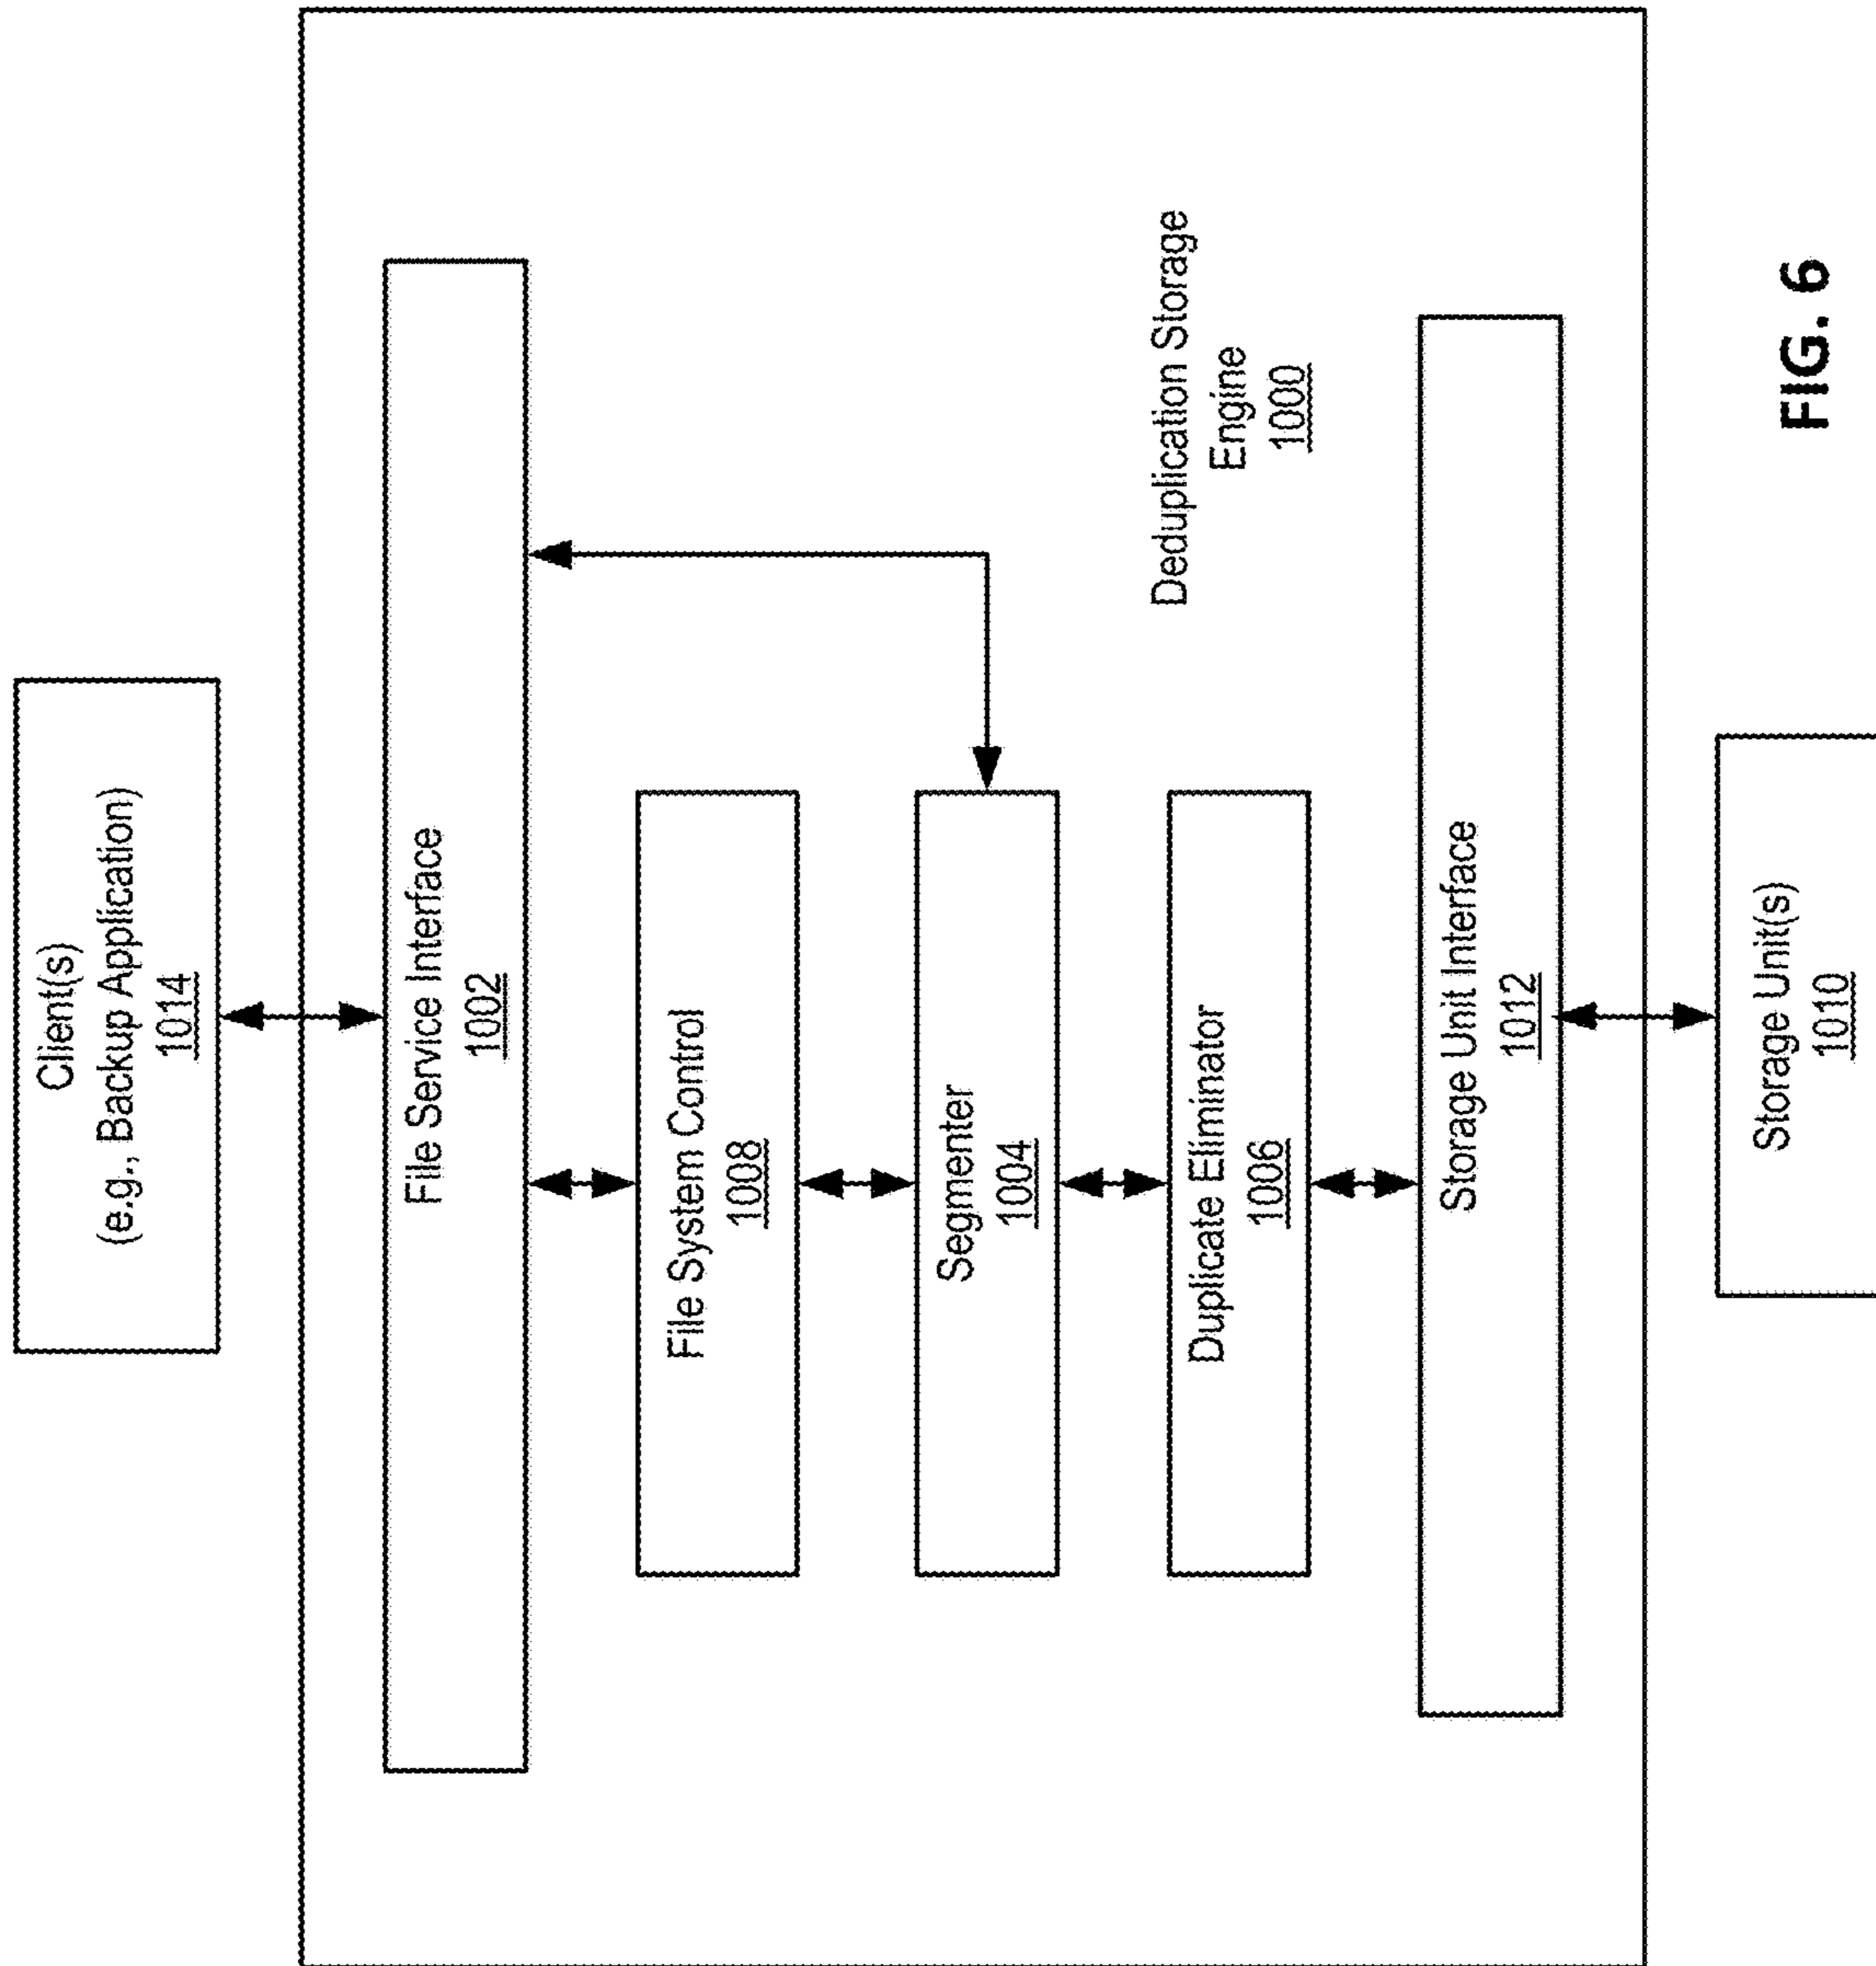 Client(s)
(e.g., Backup Application)
1014
File Service Interface
1002
File System Control
1008
Segmenter
1004
Duplicate Eliminator
1006
Deduplication Storage
Engine
1000
Storage Unit Interface
1012
Storage Unit(s)
1010
FIG. 6